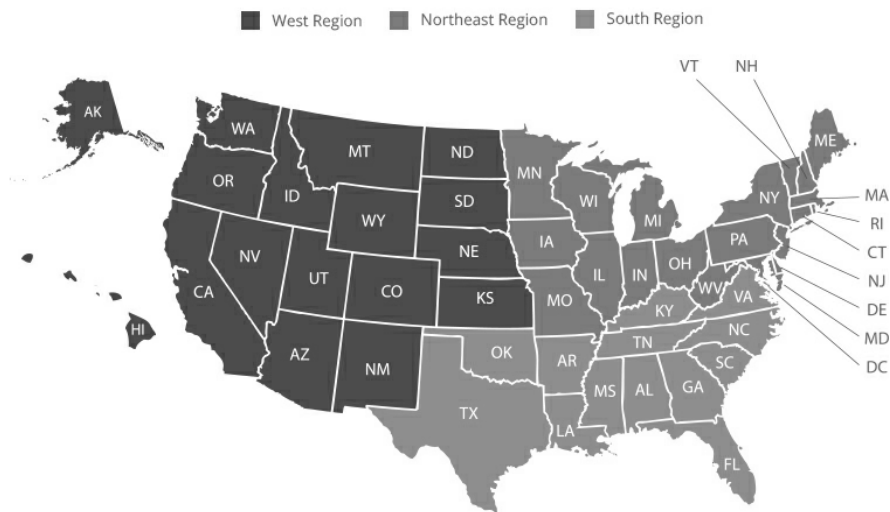 West Region Northeast Region South Region
VT NH
AK
WA
MT
ND
MN
ME
OR
ID
SD
WI
NY
MA
WY
MI
RI
NE
IA
PA
CT
NV
UT
IL
IN
OH
NJ
CA
CO
KS
MO
WV
VA
DE
KY
HI
MD
AZ
NM
OK
AR
TN
NC
SC
DC
TX
MS
AL
GA
LA
FL